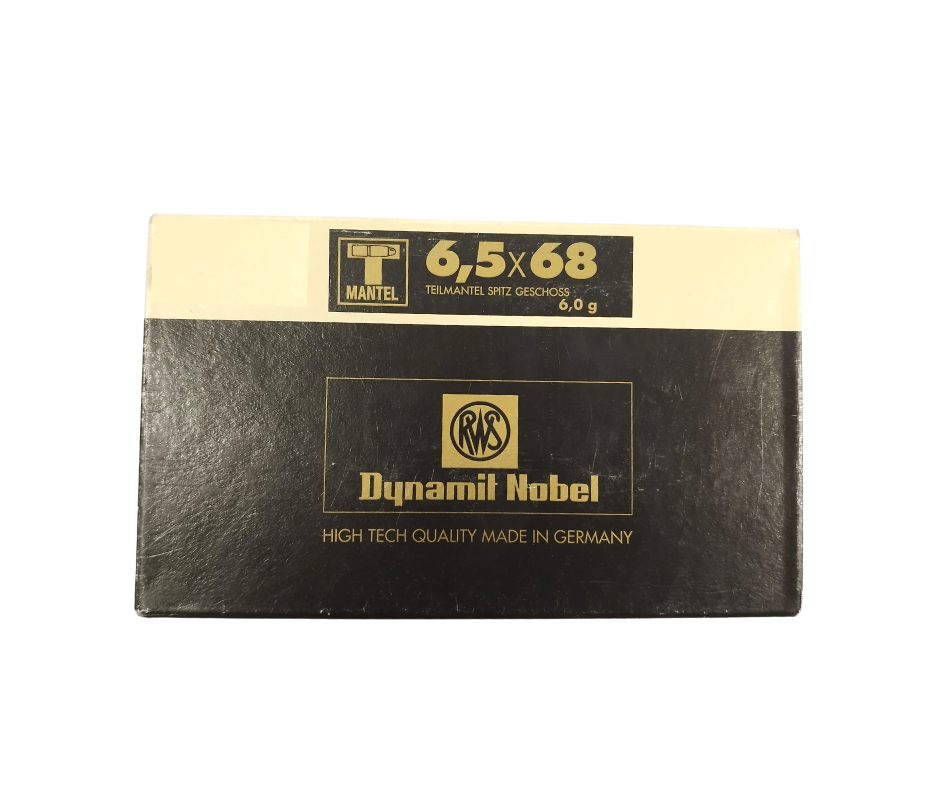 T
MANTEL
6,5x68
TEILMANTEL SPITZ GESCHOSS
6,0 g
RWS
Dynamit Nobel
HIGH TECH QUALITY MADE IN GERMANY